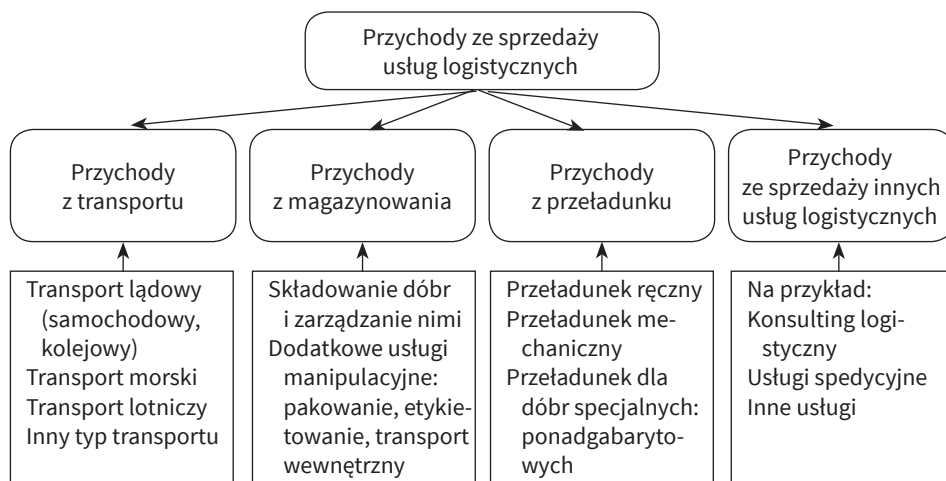 Przychody ze sprzedaży
usług logistycznych
Przychody
z transportu
Przychody
z magazynowania
Przychody
z przeładunku
Przychody
ze sprzedaży innych
usług logistycznych
Transport lądowy
(samochodowy,
kolejowy)
Transport morski
Transport lotniczy
Inny typ transportu
Składowanie dóbr
i zarządzanie nimi
Dodatkowe usługi
manipulacyjne:
pakowanie, etykie-
towanie, transport
wewnętrzny
Przeładunek ręczny
Przeładunek me-
chaniczny
Przeładunek dla
dóbr specjalnych:
ponadgabaryto-
wych
Na przykład:
Konsulting logi-
styczny
Usługi spedycyjne
Inne usługi